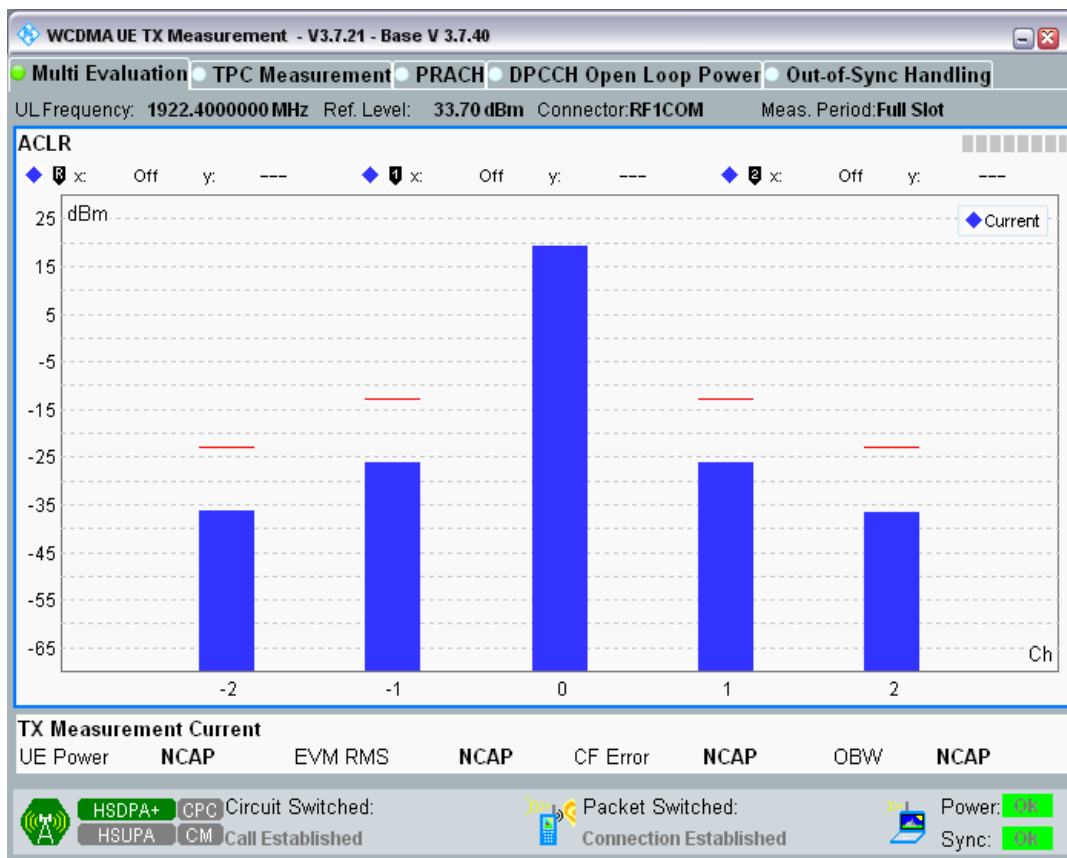 WCDMA UE TX Measurement - V3.7.21 - Base V 3.7.40
Multi Evaluation TPC Measurement PRACH DPCCH Open Loop Power Out-of-Sync Handling
UL Frequency: 1922.4000000 MHz Ref. Level: 33.70 dBm Connector:RF1COM Meas. Period:Full Slot
ACLR
R x: Off y: --- 1 x: Off y: --- 2 x: Off y: ---
dBm
Current
25
15
5
-5
-15
-25
-35
-45
-55
-65
Ch
-2 -1 0 1 2
TX Measurement Current
UE Power NCAP EVM RMS NCAP CF Error NCAP OBW NCAP
HSDPA+ CPC Circuit Switched: Packet Switched: Power: Ok
HSUPA CM Call Established Connection Established Sync: Ok